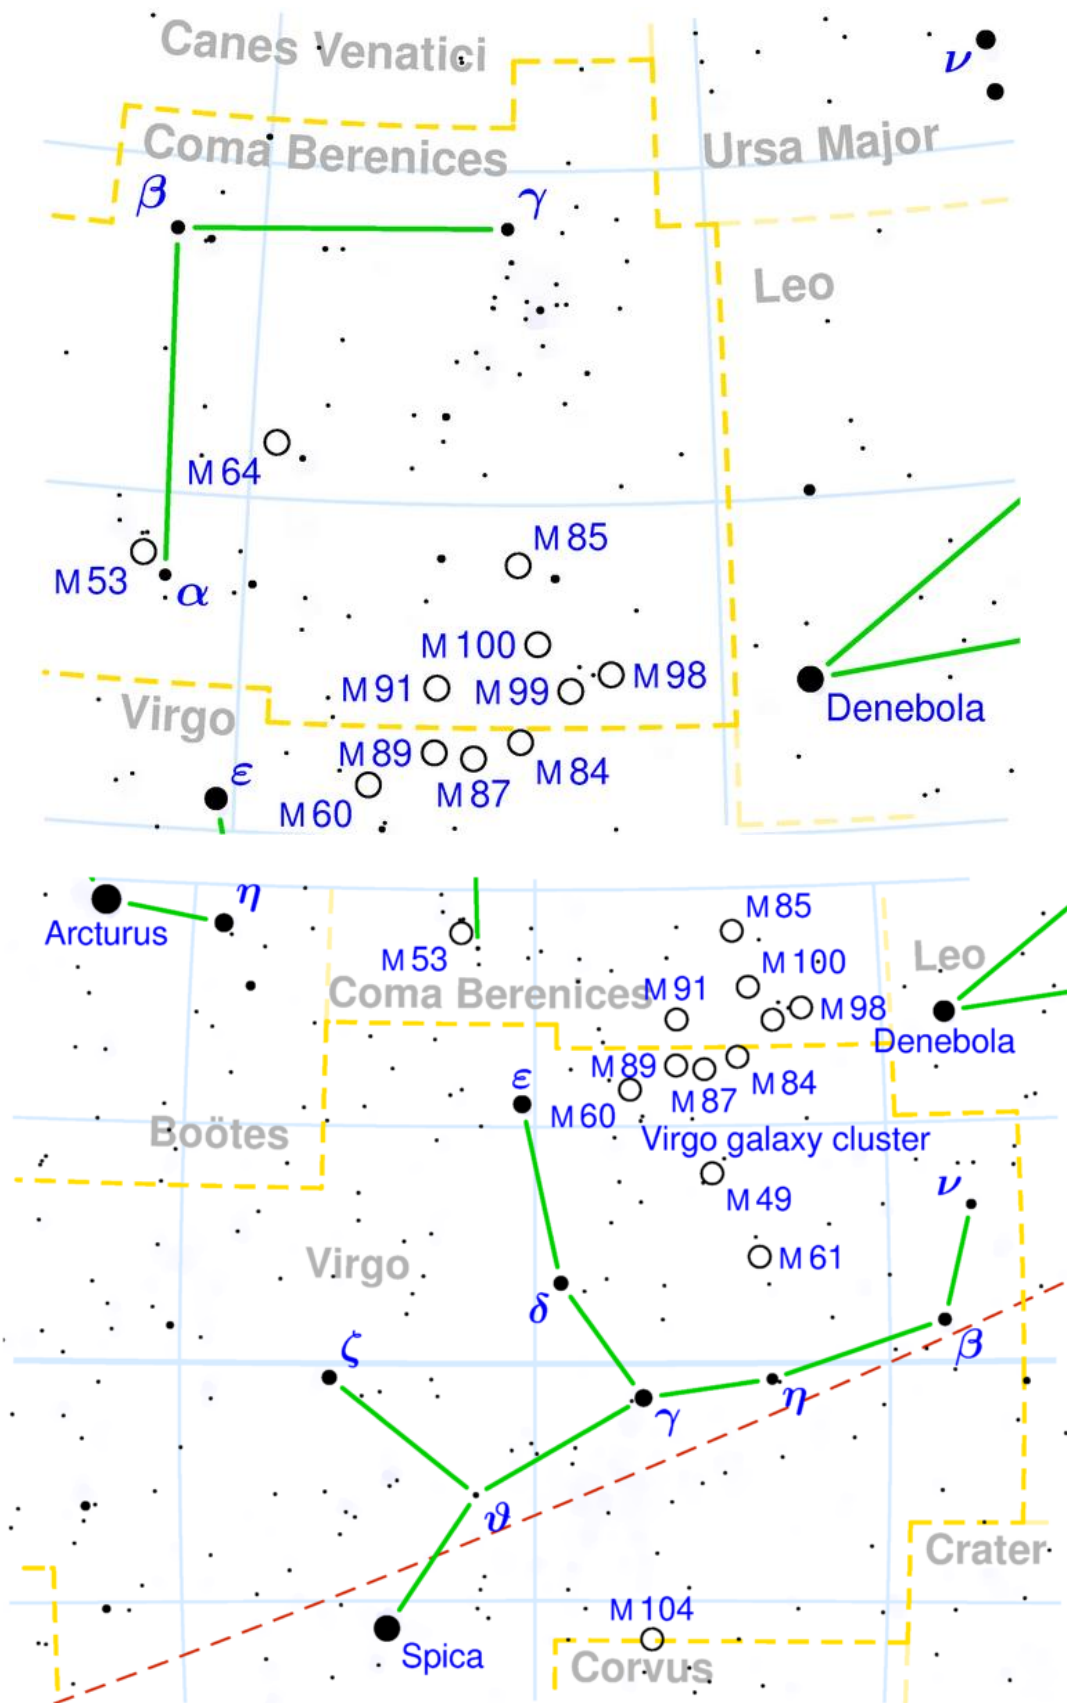 Canes Venatici
ν
Coma Berenices
Ursa Major
β
γ
Leo
M 64
M 85
M 53
α
M 100
M 91
M 99
M 98
Denebola
Virgo
M 89
M 84
ε
M 87
M 60
η
Arcturus
M 85
M 53
M 100
Leo
Coma Berenices
M 91
M 98
Denebola
M 89
M 84
ε
M 87
M 60
Boötes
Virgo galaxy cluster
ν
M 49
Virgo
M 61
δ
ζ
β
η
γ
ϑ
Crater
M 104
Spica
Corvus